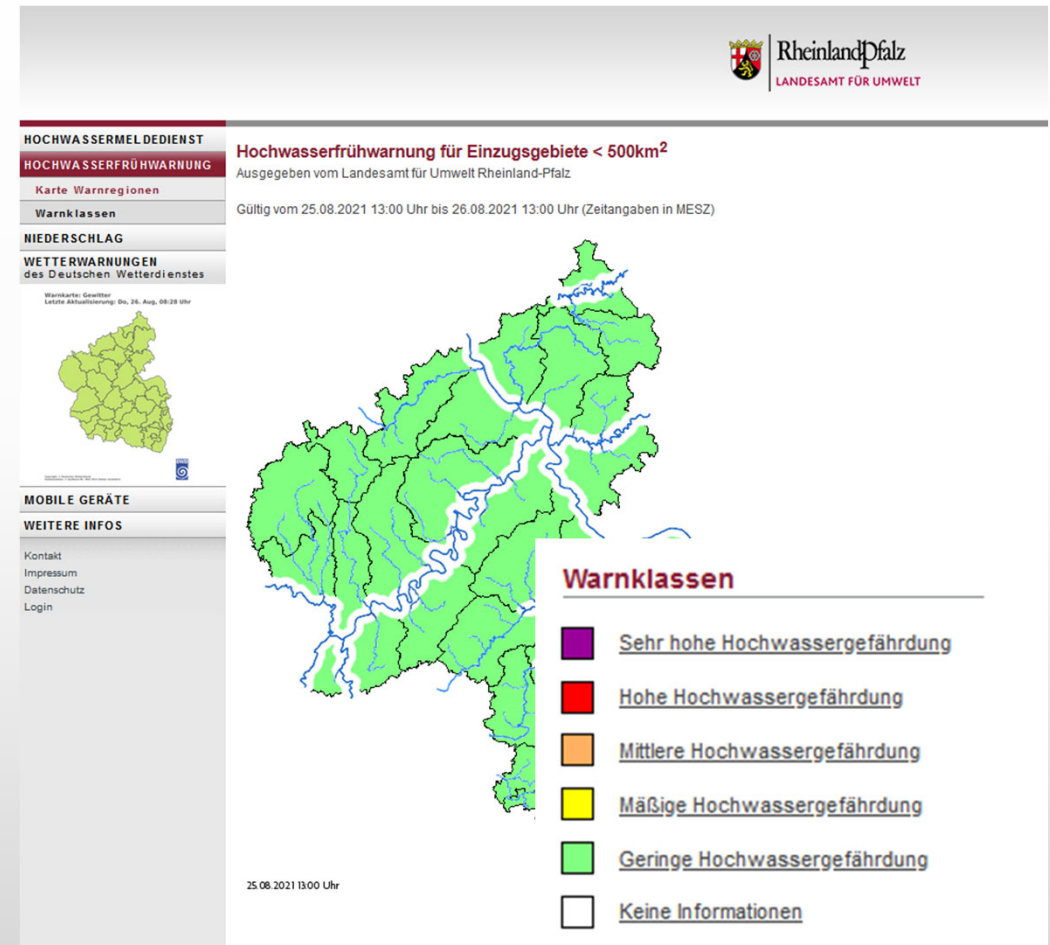 RheinlandPfalz
LANDESAMT FÜR UMWELT
HOCHWASSERMELDEDIENST
HOCHWASSERFRÜHWARNUNG
Karte Warnregionen
Warnklassen
NIEDERSCHLAG
WETTERWARNUNGEN
des Deutschen Wetterdienstes
Warnkarte: Gewitter
Letzte Aktualisierung: Do, 26. Aug, 08:28 Uhr
MOBILE GERÄTE
WEITERE INFOS
Kontakt
Impressum
Datenschutz
Login
Hochwasserfrühwarnung für Einzugsgebiete < 500km²
Ausgegeben vom Landesamt für Umwelt Rheinland-Pfalz
Gültig vom 25.08.2021 13:00 Uhr bis 26.08.2021 13:00 Uhr (Zeitangaben in MESZ)
25.08.2021 13:00 Uhr
Warnklassen
Sehr hohe Hochwassergefährdung
Hohe Hochwassergefährdung
Mittlere Hochwassergefährdung
Mäßige Hochwassergefährdung
Geringe Hochwassergefährdung
Keine Informationen